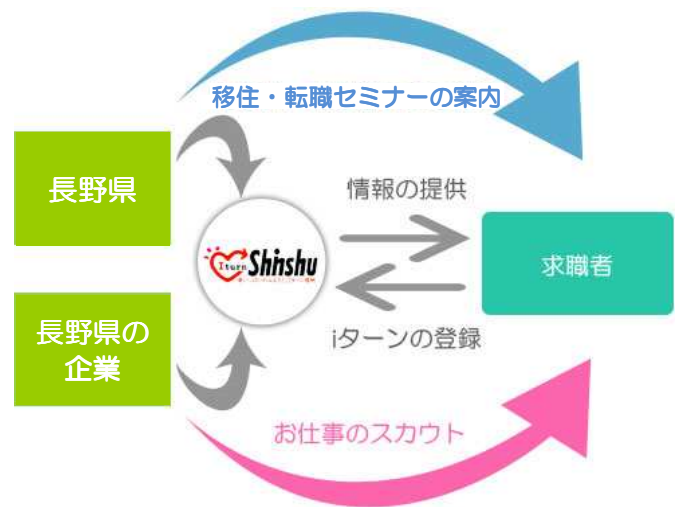 移住・転職セミナーの案内
長野県
情報の提供
Iturn Shinshu
求職者
長野県の
企業
iターンの登録
お仕事のスカウト